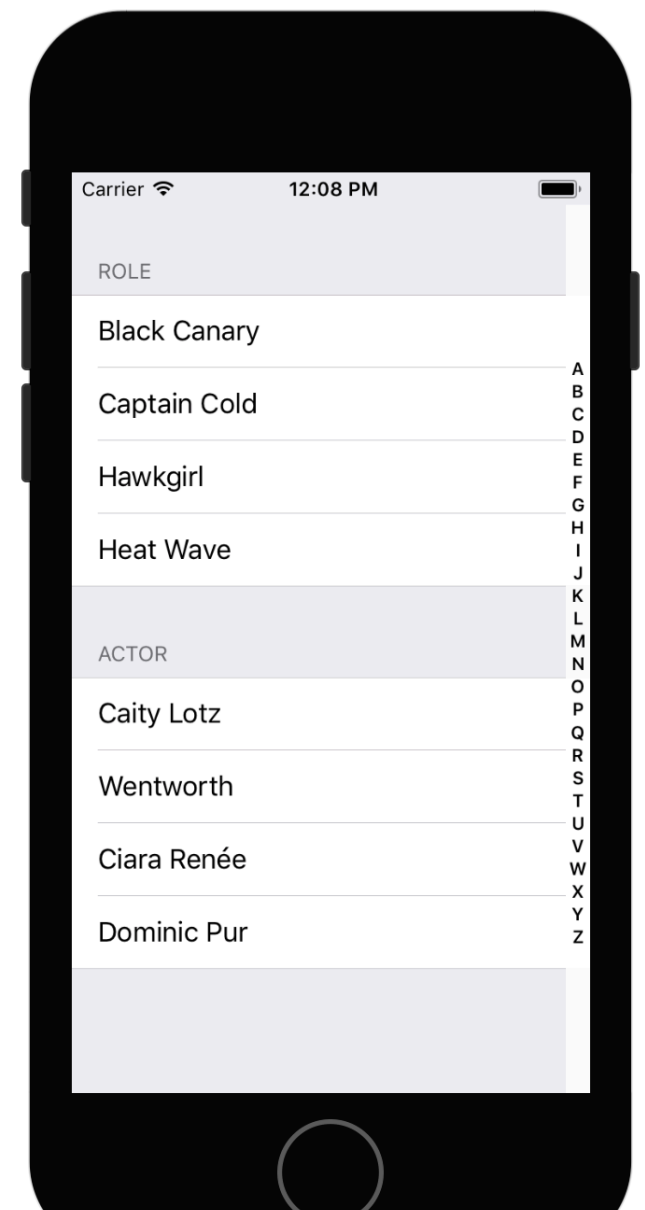 Carrier 12:08 PM
ROLE
Black Canary
Captain Cold
Hawkgirl
Heat Wave
ACTOR
Caity Lotz
Wentworth
Ciara Renée
Dominic Pur
A
B
C
D
E
F
G
H
I
J
K
L
M
N
O
P
Q
R
S
T
U
V
W
X
Y
Z